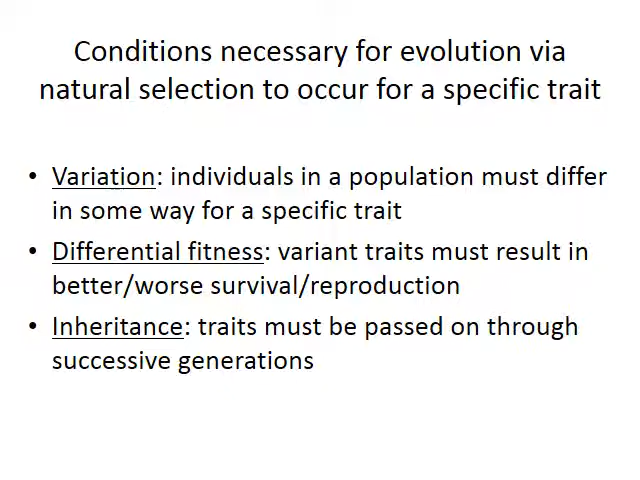 Conditions necessary for evolution via
natural selection to occur for a specific trait
• Variation: individuals in a population must differ
in some way for a specific trait
• Differential fitness: variant traits must result in
better/worse survival/reproduction
• Inheritance: traits must be passed on through
successive generations